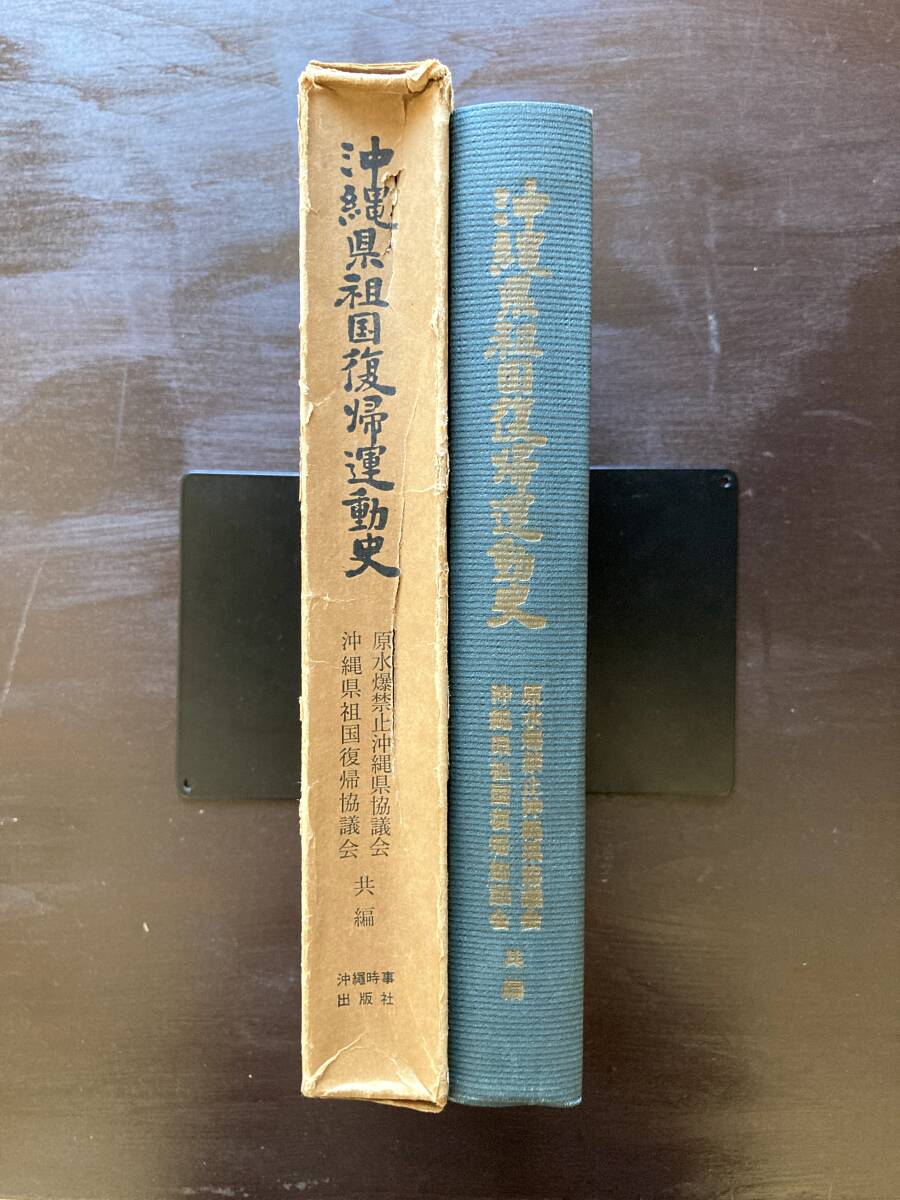 沖縄県祖国復帰運動史
原水爆禁止沖縄県協議会
沖縄県祖国復帰協議会
共編
沖縄時事
出版社
沖縄県祖国復帰運動史
原水爆禁止沖縄県協議会
沖縄県祖国復帰協議会
共編